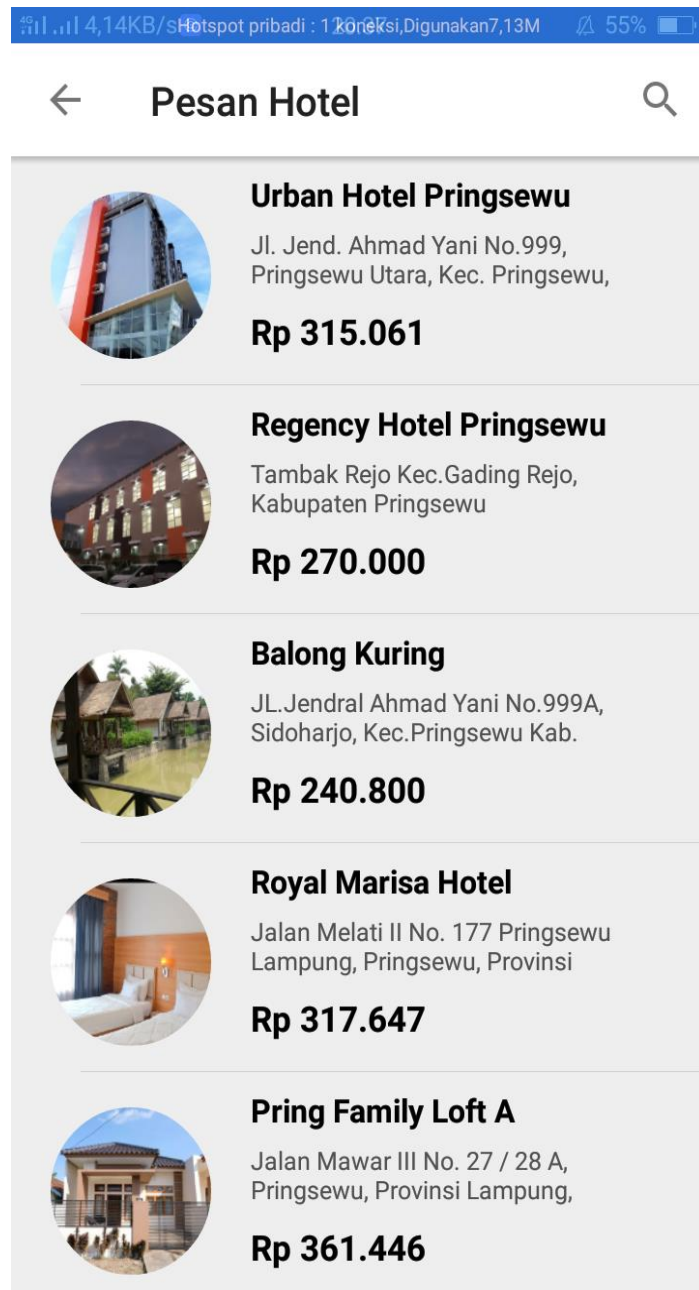 4G 4,14KB/s Hotspot pribadi : 1 koneksi,Digunakan7,13M 55%
Pesan Hotel
Urban Hotel Pringsewu
Jl. Jend. Ahmad Yani No.999,
Pringsewu Utara, Kec. Pringsewu,
Rp 315.061
Regency Hotel Pringsewu
Tambak Rejo Kec.Gading Rejo,
Kabupaten Pringsewu
Rp 270.000
Balong Kuring
JL.Jendral Ahmad Yani No.999A,
Sidoharjo, Kec.Pringsewu Kab.
Rp 240.800
Royal Marisa Hotel
Jalan Melati II No. 177 Pringsewu
Lampung, Pringsewu, Provinsi
Rp 317.647
Pring Family Loft A
Jalan Mawar III No. 27 / 28 A,
Pringsewu, Provinsi Lampung,
Rp 361.446